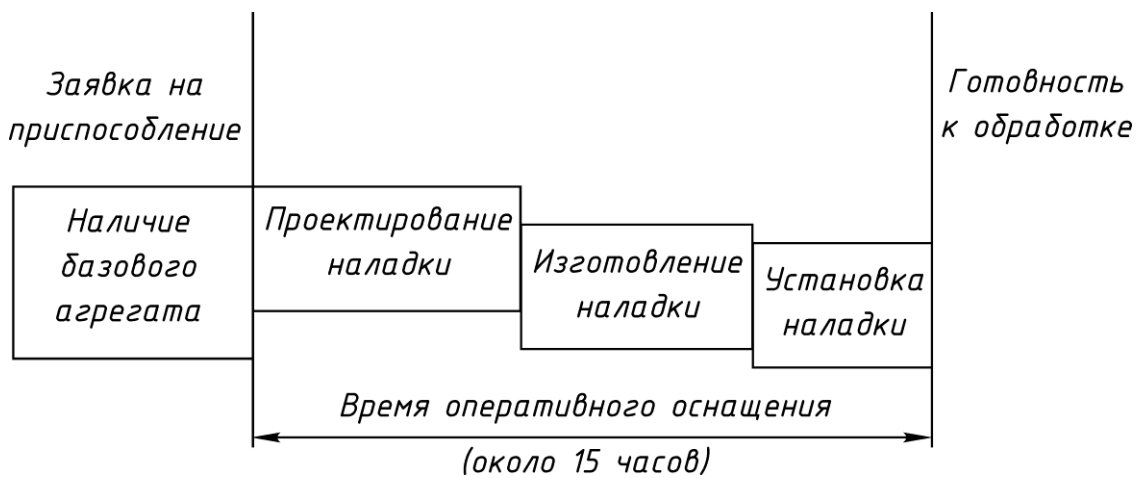 Заявка на
приспособление
Готовность
к обработке
Наличие
базового
агрегата
Проектирование
наладки
Изготовление
наладки
Установка
наладки
Время оперативного оснащения
(около 15 часов)